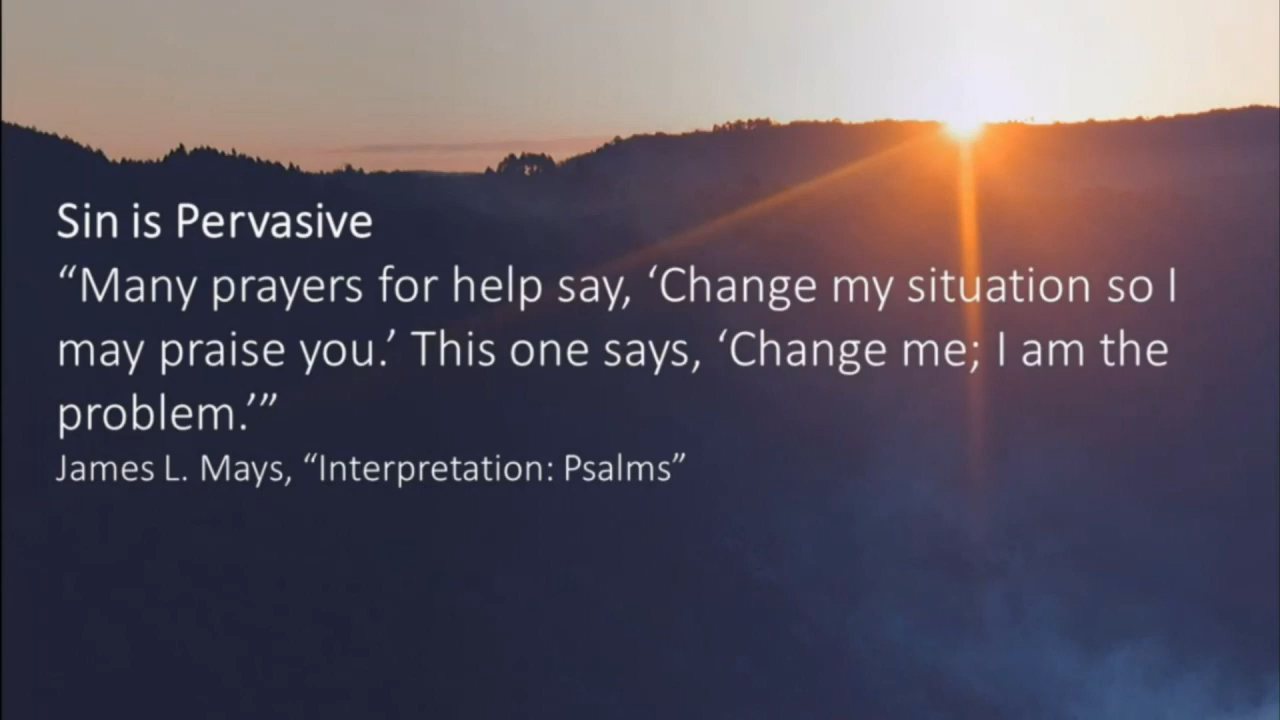 Sin is Pervasive
“Many prayers for help say, ‘Change my situation so I
may praise you.’ This one says, ‘Change me; I am the
problem.’”
James L. Mays, “Interpretation: Psalms”